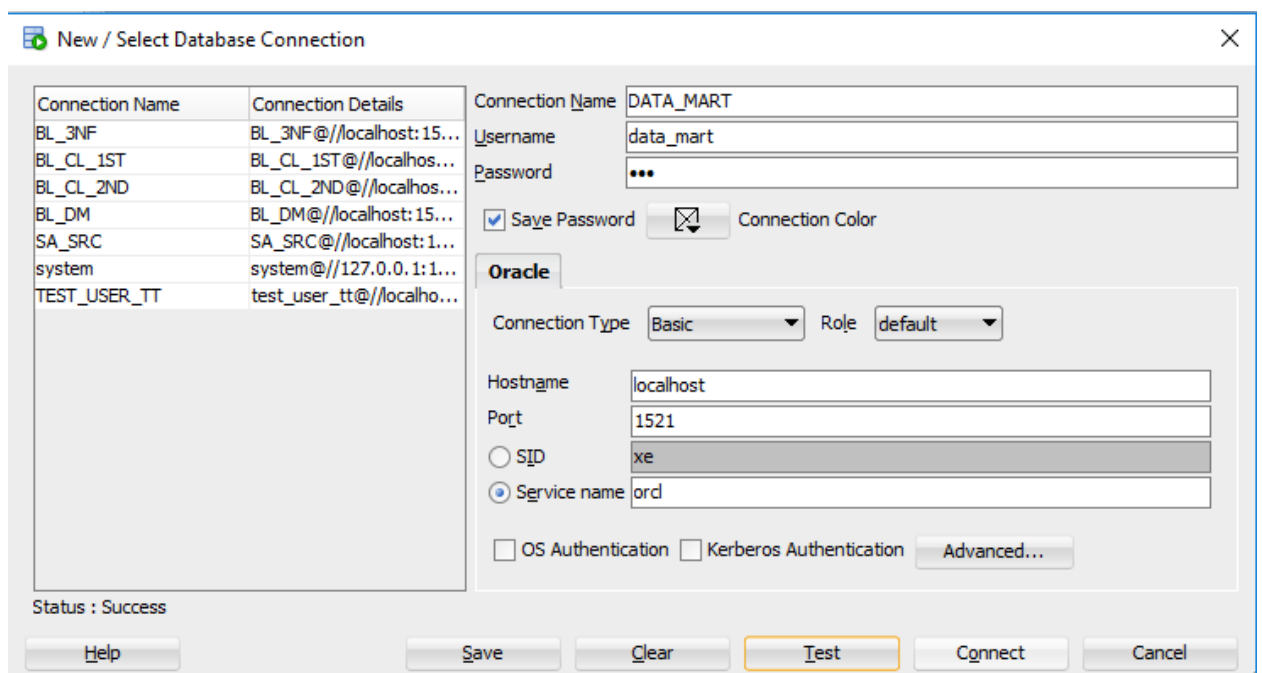 New / Select Database Connection
Connection Name Connection Details
BL_3NF BL_3NF@//localhost:15...
BL_CL_1ST BL_CL_1ST@//localhos...
BL_CL_2ND BL_CL_2ND@//localhos...
BL_DM BL_DM@//localhost:15...
SA_SRC SA_SRC@//localhost:1...
system system@//127.0.0.1:1...
TEST_USER_TT test_user_tt@//localho...
Connection Name DATA_MART
Username data_mart
Password •••
Save Password Connection Color
Oracle
Connection Type Basic Role default
Hostname localhost
Port 1521
SID xe
Service name orcl
OS Authentication Kerberos Authentication Advanced...
Status : Success
Help Save Clear Test Connect Cancel